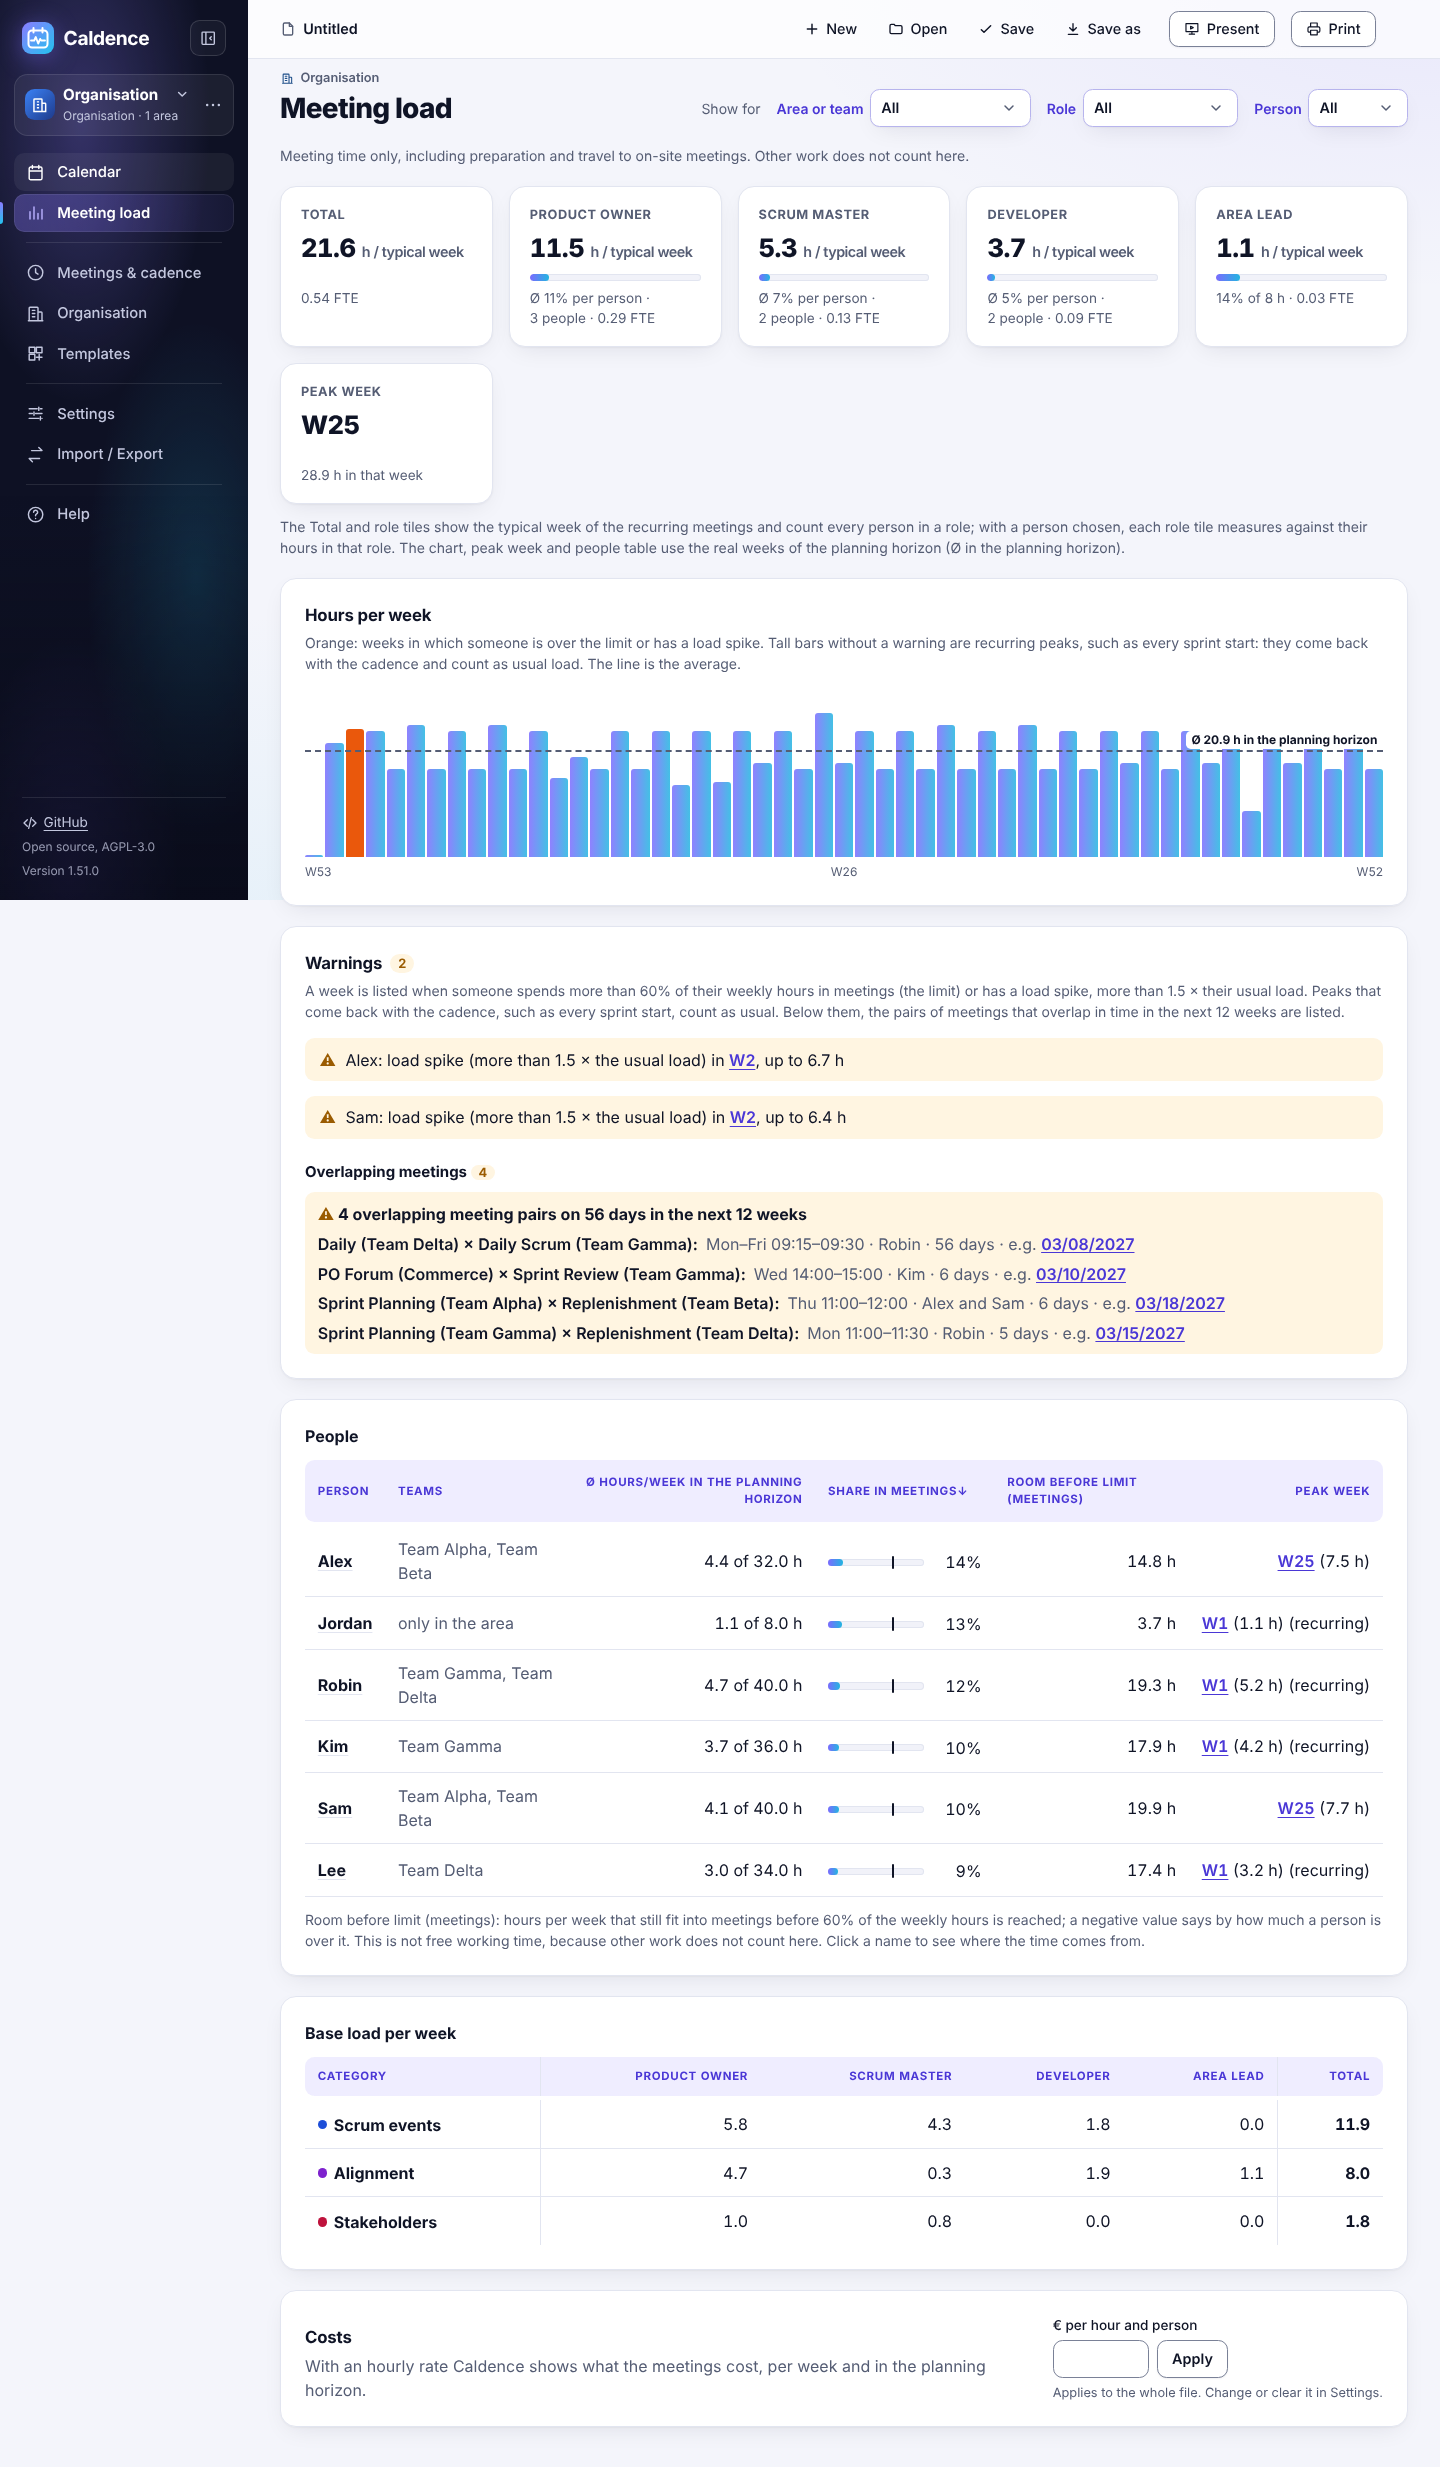 Caldence
Organisation
Organisation · 1 area
Calendar
Meeting load
Meetings & cadence
Organisation
Templates
Settings
Import / Export
Help
GitHub
Open source, AGPL-3.0
Version 1.51.0
Untitled
New
Open
Save
Save as
Present
Print
Organisation
Meeting load
Show for
Area or team
All
Role
All
Person
All
Meeting time only, including preparation and travel to on-site meetings. Other work does not count here.
TOTAL
21.6 h / typical week
0.54 FTE
PRODUCT OWNER
11.5 h / typical week
Ø 11% per person ·
3 people · 0.29 FTE
SCRUM MASTER
5.3 h / typical week
Ø 7% per person ·
2 people · 0.13 FTE
DEVELOPER
3.7 h / typical week
Ø 5% per person ·
2 people · 0.09 FTE
AREA LEAD
1.1 h / typical week
14% of 8 h · 0.03 FTE
PEAK WEEK
W25
28.9 h in that week
The Total and role tiles show the typical week of the recurring meetings and count every person in a role; with a person chosen, each role tile measures against their
hours in that role. The chart, peak week and people table use the real weeks of the planning horizon (Ø in the planning horizon).
Hours per week
Orange: weeks in which someone is over the limit or has a load spike. Tall bars without a warning are recurring peaks, such as every sprint start: they come back
with the cadence and count as usual load. The line is the average.
Ø 20.9 h in the planning horizon
W53
W26
W52
Warnings 2
A week is listed when someone spends more than 60% of their weekly hours in meetings (the limit) or has a load spike, more than 1.5 × their usual load. Peaks that
come back with the cadence, such as every sprint start, count as usual. Below them, the pairs of meetings that overlap in time in the next 12 weeks are listed.
Alex: load spike (more than 1.5 × the usual load) in W2, up to 6.7 h
Sam: load spike (more than 1.5 × the usual load) in W2, up to 6.4 h
Overlapping meetings 4
4 overlapping meeting pairs on 56 days in the next 12 weeks
Daily (Team Delta) × Daily Scrum (Team Gamma): Mon–Fri 09:15–09:30 · Robin · 56 days · e.g. 03/08/2027
PO Forum (Commerce) × Sprint Review (Team Gamma): Wed 14:00–15:00 · Kim · 6 days · e.g. 03/10/2027
Sprint Planning (Team Alpha) × Replenishment (Team Beta): Thu 11:00–12:00 · Alex and Sam · 6 days · e.g. 03/18/2027
Sprint Planning (Team Gamma) × Replenishment (Team Delta): Mon 11:00–11:30 · Robin · 5 days · e.g. 03/15/2027
People
PERSON
TEAMS
Ø HOURS/WEEK IN THE PLANNING
HORIZON
SHARE IN MEETINGS↓
ROOM BEFORE LIMIT
(MEETINGS)
PEAK WEEK
Alex
Team Alpha, Team
Beta
4.4 of 32.0 h
14%
14.8 h
W25 (7.5 h)
Jordan
only in the area
1.1 of 8.0 h
13%
3.7 h
W1 (1.1 h) (recurring)
Robin
Team Gamma, Team
Delta
4.7 of 40.0 h
12%
19.3 h
W1 (5.2 h) (recurring)
Kim
Team Gamma
3.7 of 36.0 h
10%
17.9 h
W1 (4.2 h) (recurring)
Sam
Team Alpha, Team
Beta
4.1 of 40.0 h
10%
19.9 h
W25 (7.7 h)
Lee
Team Delta
3.0 of 34.0 h
9%
17.4 h
W1 (3.2 h) (recurring)
Room before limit (meetings): hours per week that still fit into meetings before 60% of the weekly hours is reached; a negative value says by how much a person is
over it. This is not free working time, because other work does not count here. Click a name to see where the time comes from.
Base load per week
CATEGORY
PRODUCT OWNER
SCRUM MASTER
DEVELOPER
AREA LEAD
TOTAL
Scrum events
5.8
4.3
1.8
0.0
11.9
Alignment
4.7
0.3
1.9
1.1
8.0
Stakeholders
1.0
0.8
0.0
0.0
1.8
Costs
With an hourly rate Caldence shows what the meetings cost, per week and in the planning
horizon.
€ per hour and person
Apply
Applies to the whole file. Change or clear it in Settings.